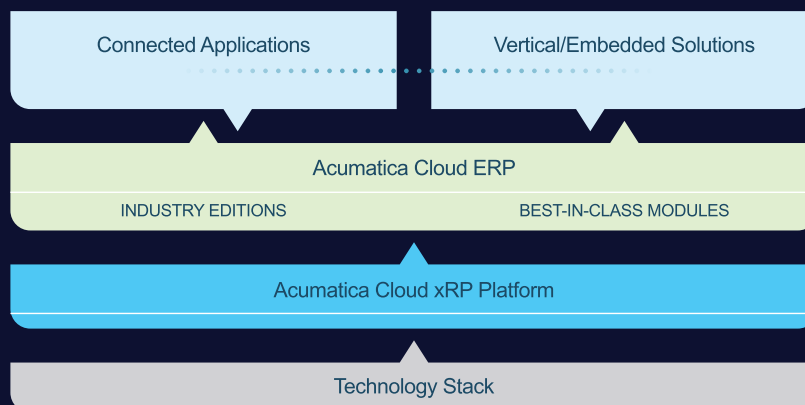 Connected Applications
Vertical/Embedded Solutions
Acumatica Cloud ERP
INDUSTRY EDITIONS
BEST-IN-CLASS MODULES
Acumatica Cloud xRP Platform
Technology Stack